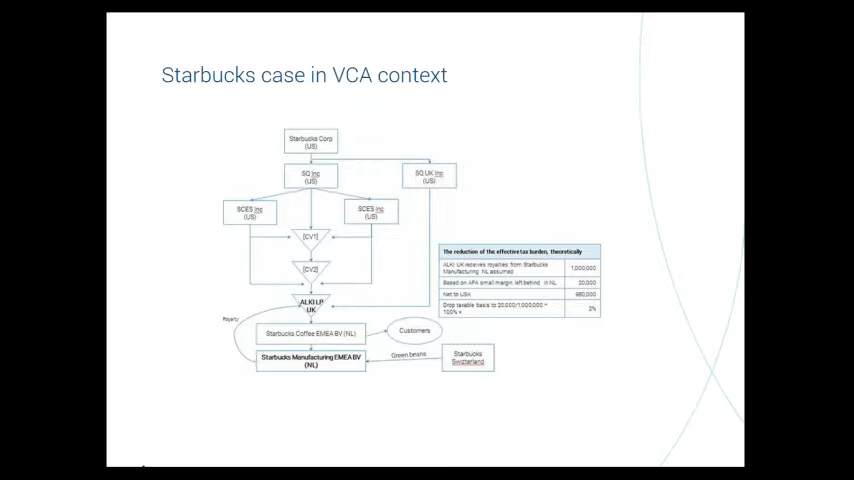 Starbucks case in VCA context
Starbucks Corp
(US)
SQ Inc
(US)
SQ UK Inc
(US)
SCES Inc
(US)
SCES Inc
(US)
[CV1]
[CV2]
ALKI LP
UK
Royalty
Starbucks Coffee EMEA BV (NL)
Customers
Starbucks Manufacturing EMEA BV
(NL)
Green beans
Starbucks
Swizterland
The reduction of the effective tax burden, theoretically
ALKI UK receives royalties from Starbucks
Manufacturing NL assumed
1,000,000
Based on APA small margin left behind in NL
20,000
Net to USA
980,000
Drop taxable basis to 20,000/1,000,000 *
100% =
2%